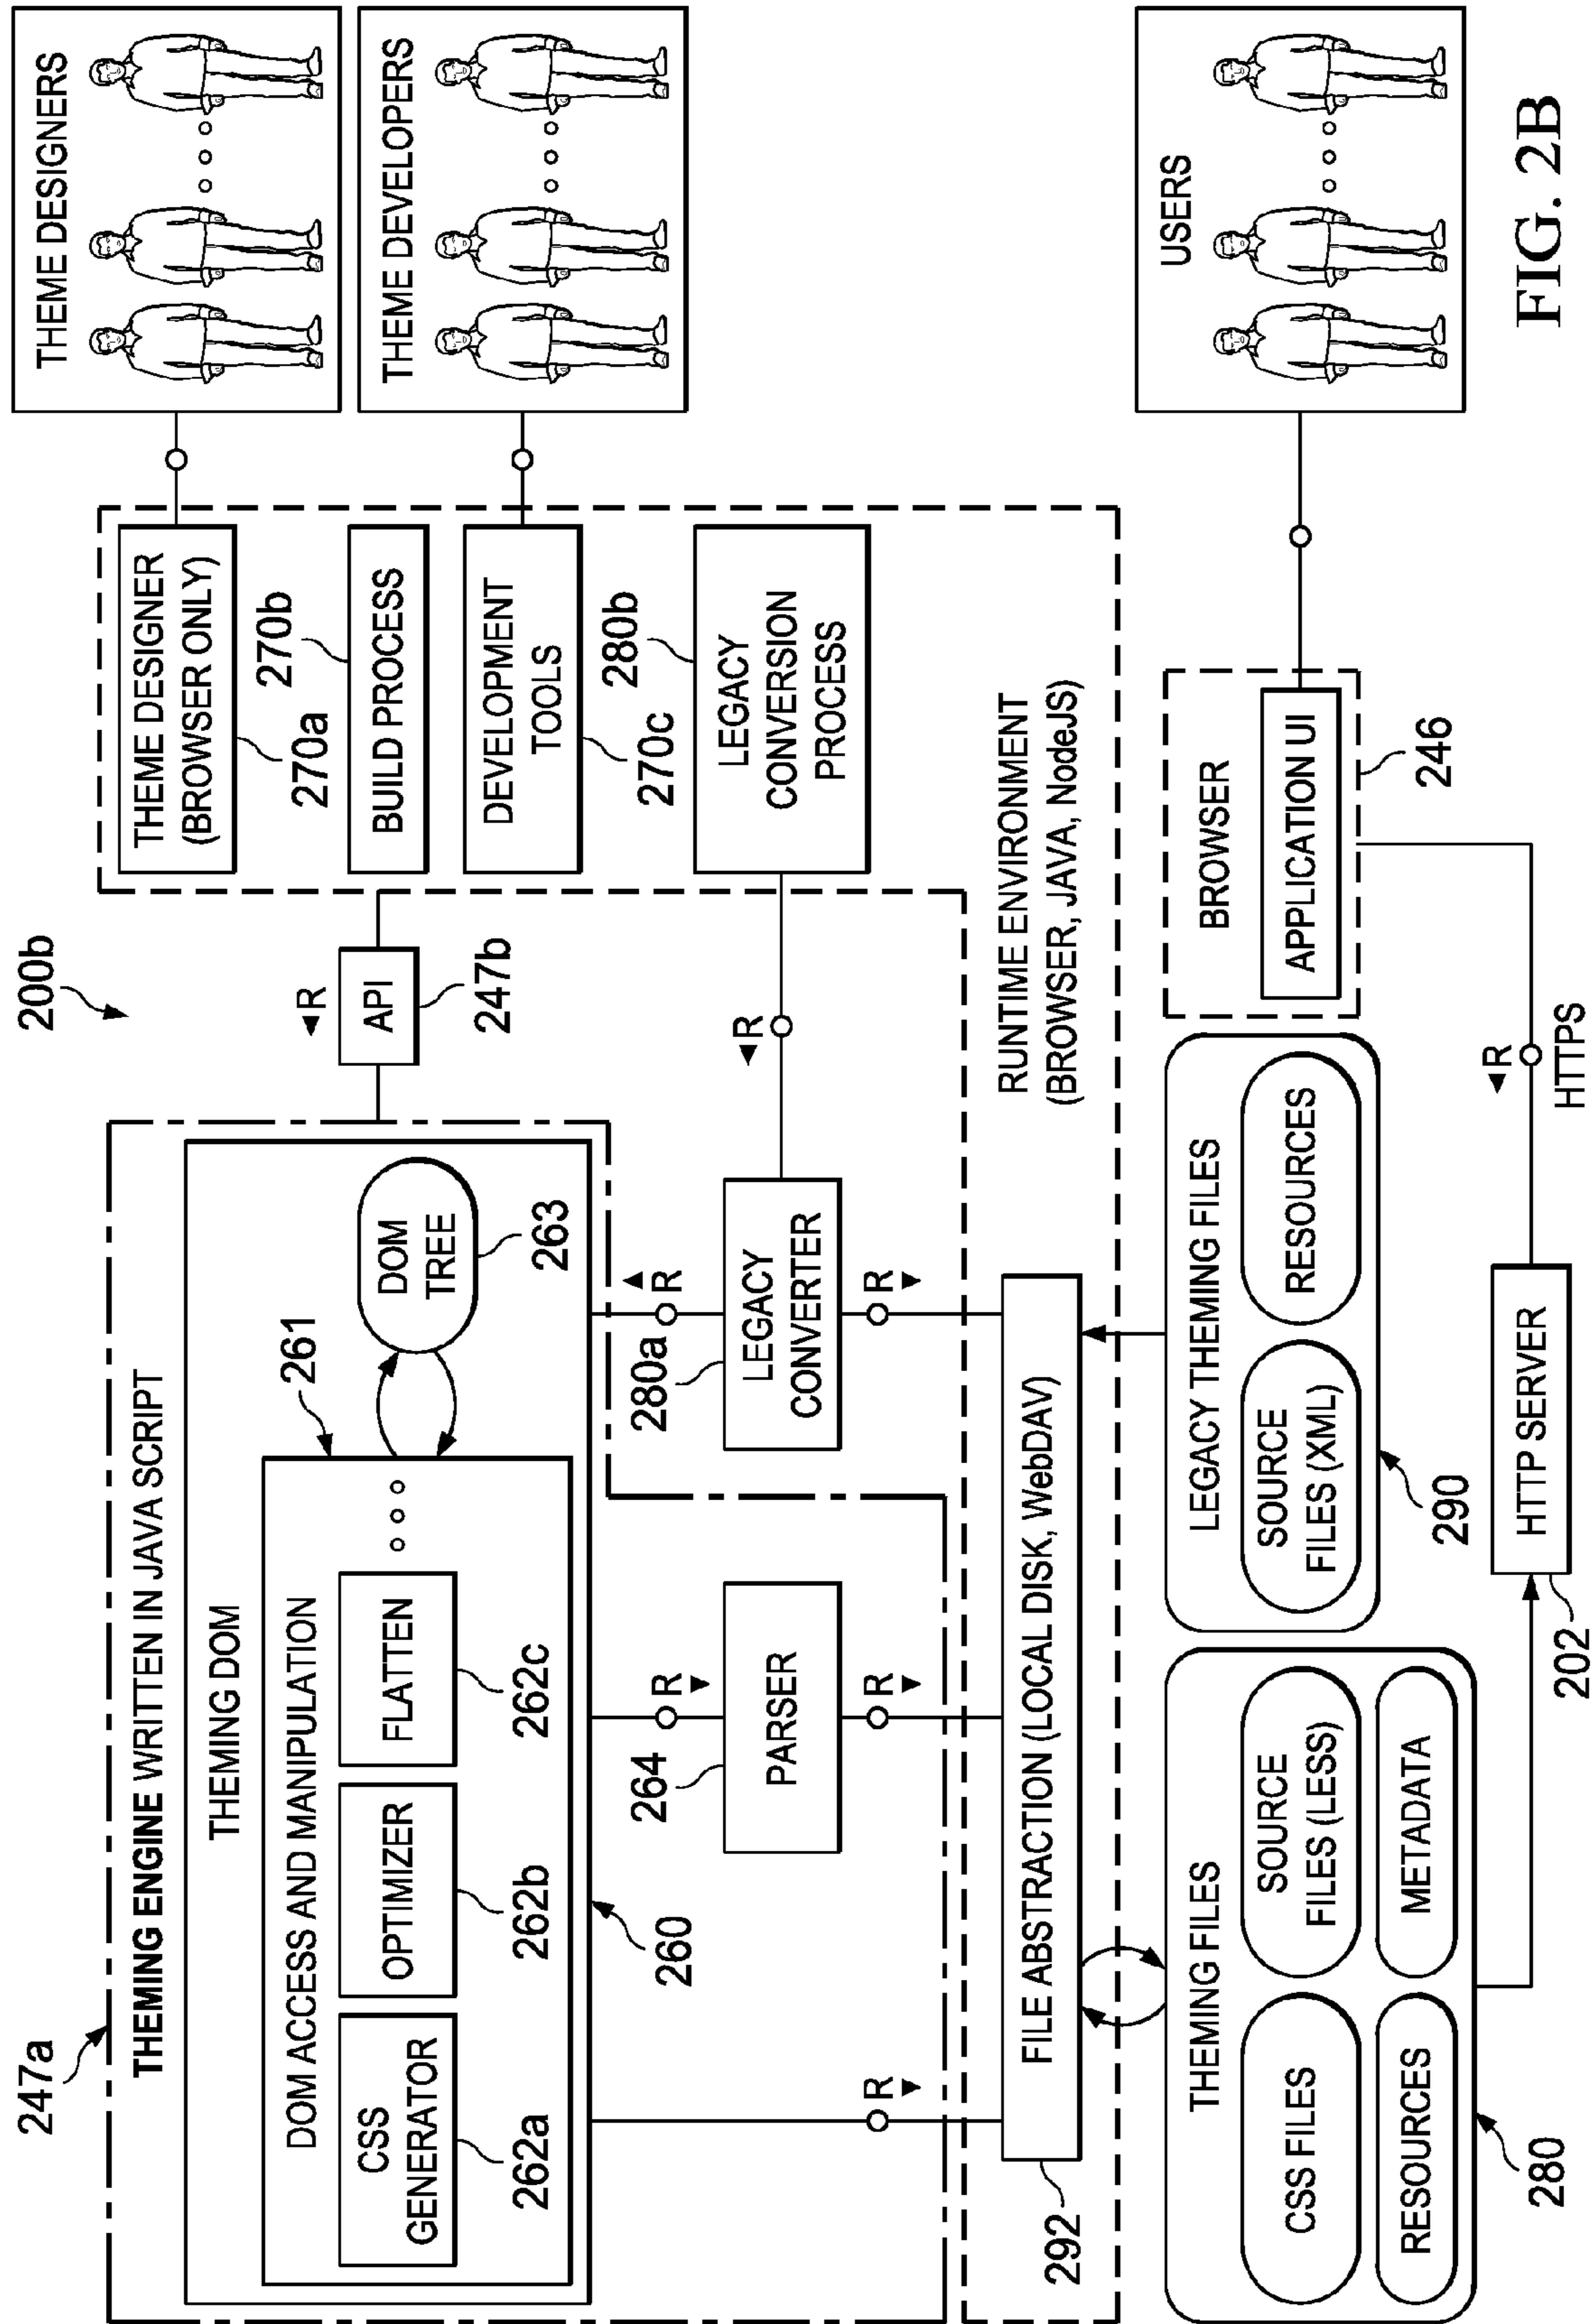 200b
247a
THEMING ENGINE WRITTEN IN JAVA SCRIPT
THEMING DOM
DOM ACCESS AND MANIPULATION
261
CSS
GENERATOR
262a
OPTIMIZER
262b
FLATTEN
262c
DOM
TREE
263
260
◄R
API
247b
THEME DESIGNER
(BROWSER ONLY)
270a
BUILD PROCESS
270b
DEVELOPMENT
TOOLS
270c
LEGACY
CONVERSION
PROCESS
280b
THEME DESIGNERS
THEME DEVELOPERS
R▼
264
PARSER
R▼
▲R
280a
LEGACY
CONVERTER
R▼
◄R
R▼
RUNTIME ENVIRONMENT
(BROWSER, JAVA, NodeJS)
FILE ABSTRACTION (LOCAL DISK, WebDAV)
292
THEMING FILES
CSS FILES
SOURCE
FILES (LESS)
RESOURCES
METADATA
280
LEGACY THEMING FILES
SOURCE
FILES (XML)
RESOURCES
290
BROWSER
APPLICATION UI
246
USERS
HTTP SERVER
202
◄R
HTTPS
FIG. 2B